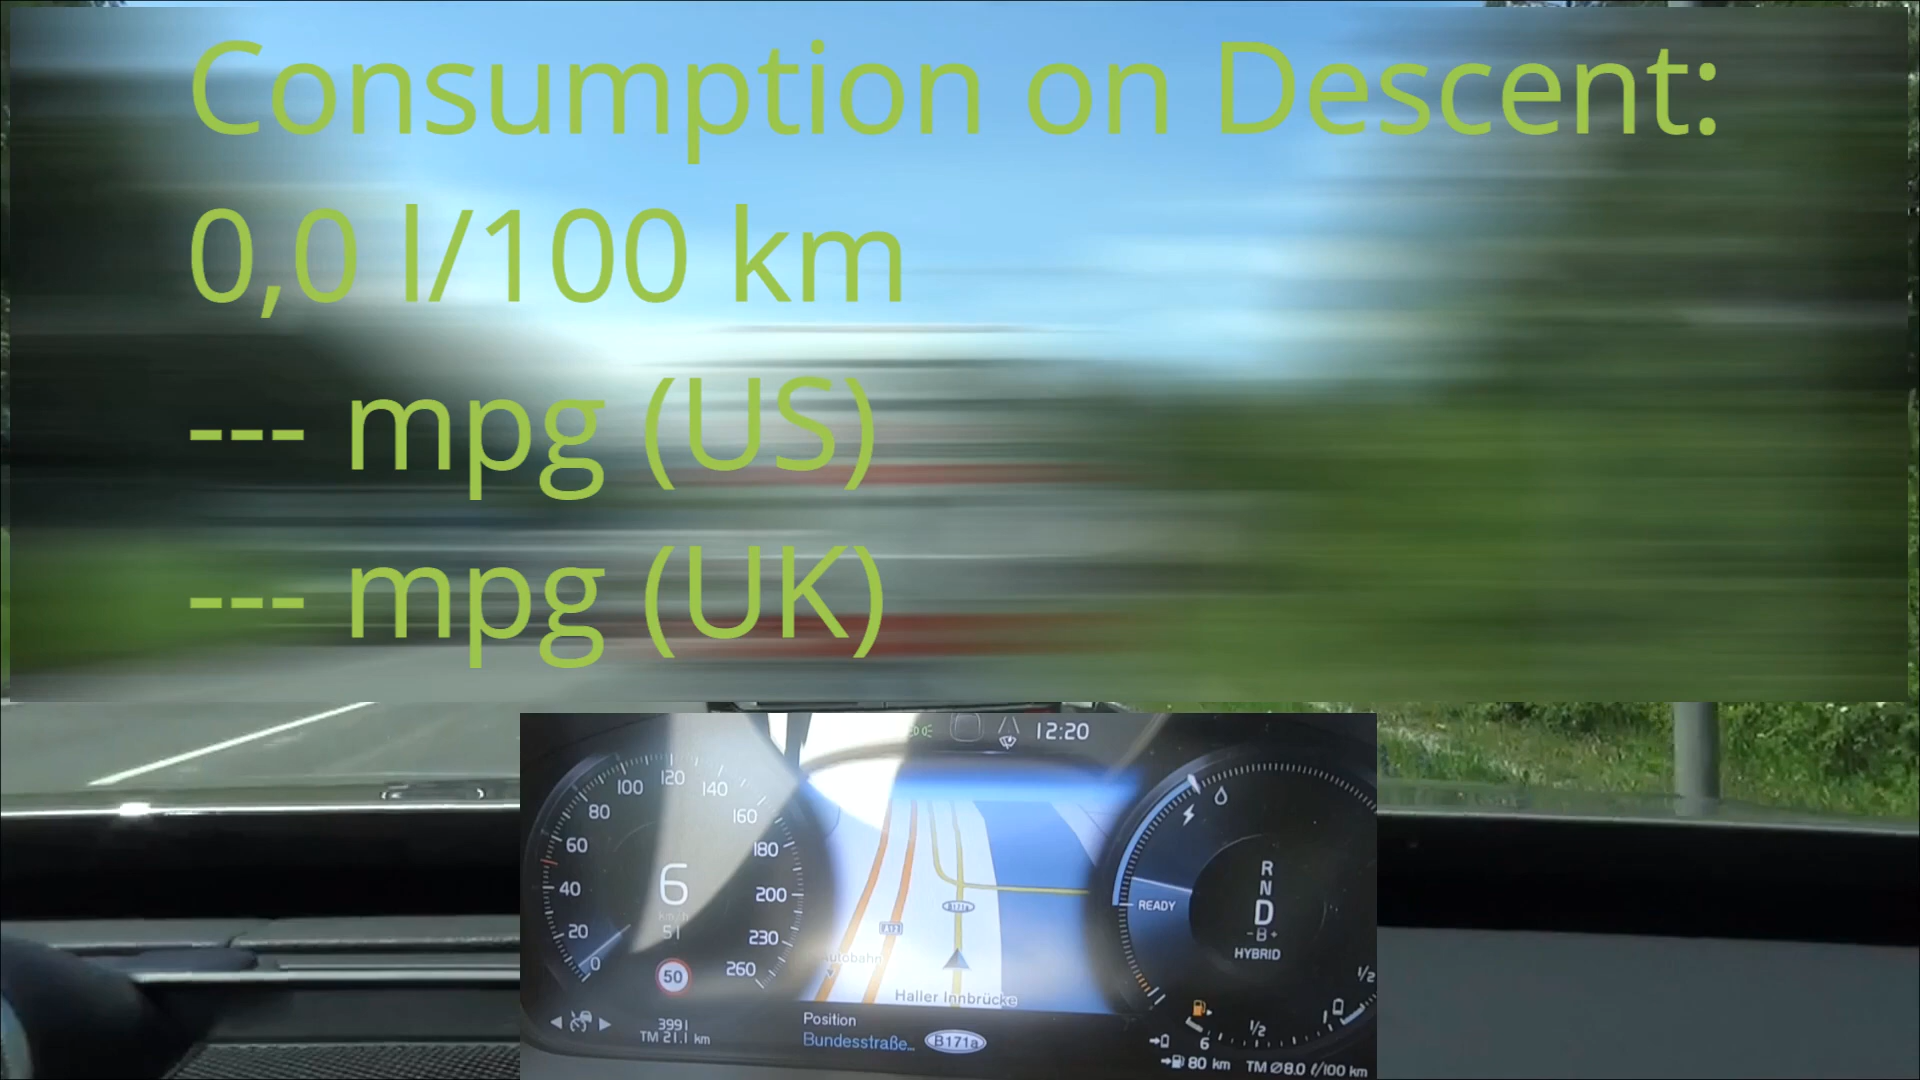 Consumption on Descent:
0,0 l/100 km
--- mpg (US)
--- mpg (UK)
12:20
0
20
40
60
80
100
120
140
160
180
200
230
260
6
km/h
51
50
3991
TM 21.1 km
A12
B171a
Autobahn
Haller Innbrücke
Position
Bundesstraße...
B171a
READY
R
N
D
-B+
HYBRID
1/2
1/2
6
80 km
TM Ø8.0 l/100 km